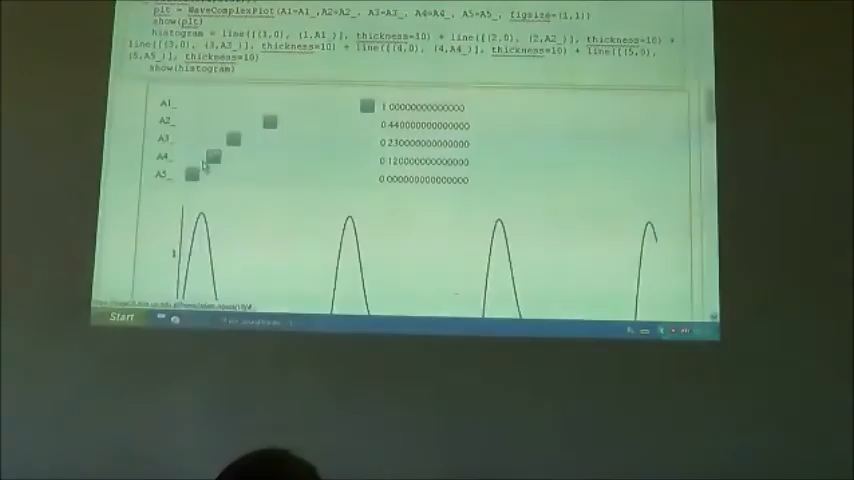 plt = WaveComplexPlot(A1=A1_,A2=A2_, A3=A3_, A4=A4_, A5=A5_, figsize=(1,1))
show(plt)
histogram = line([(1,0), (1,A1_)], thickness=10) + line([(2,0), (2,A2_)], thickness=10) +
line([(3,0), (3,A3_)], thickness=10) + line([(4,0), (4,A4_)], thickness=10) + line([(5,0),
(5,A5_)], thickness=10)
show(histogram)
A1_ 1.00000000000000
A2_ 0.440000000000000
A3_ 0.230000000000000
A4_ 0.120000000000000
A5_ 0.000000000000000
1
Start